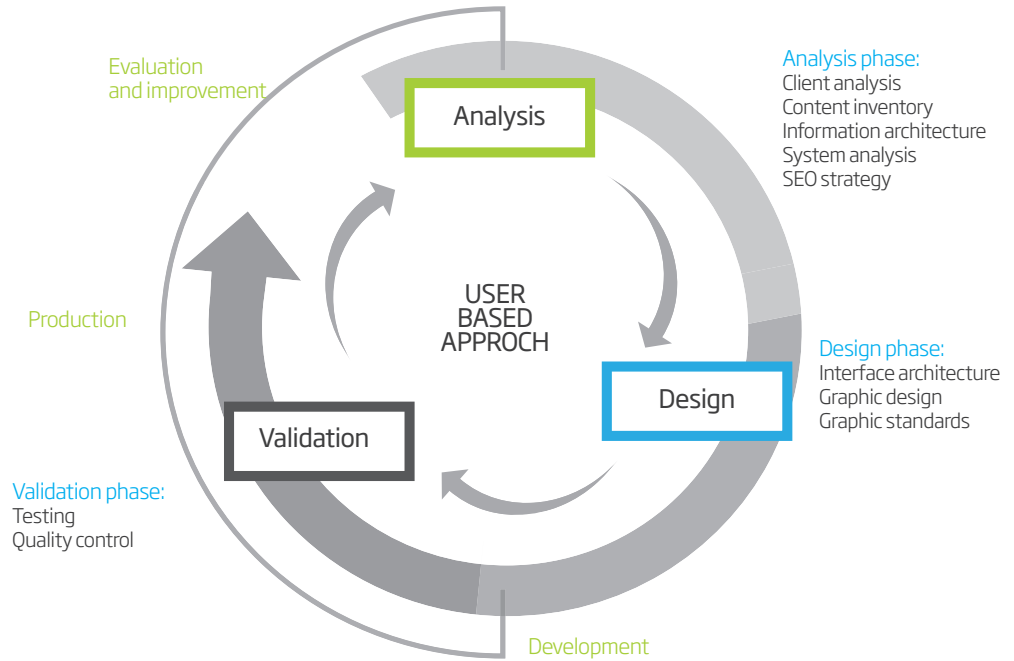 Evaluation
and improvement
Analysis
Analysis phase:
Client analysis
Content inventory
Information architecture
System analysis
SEO strategy
Production
USER
BASED
APPROCH
Design phase:
Interface architecture
Graphic design
Graphic standards
Design
Validation
Validation phase:
Testing
Quality control
Development